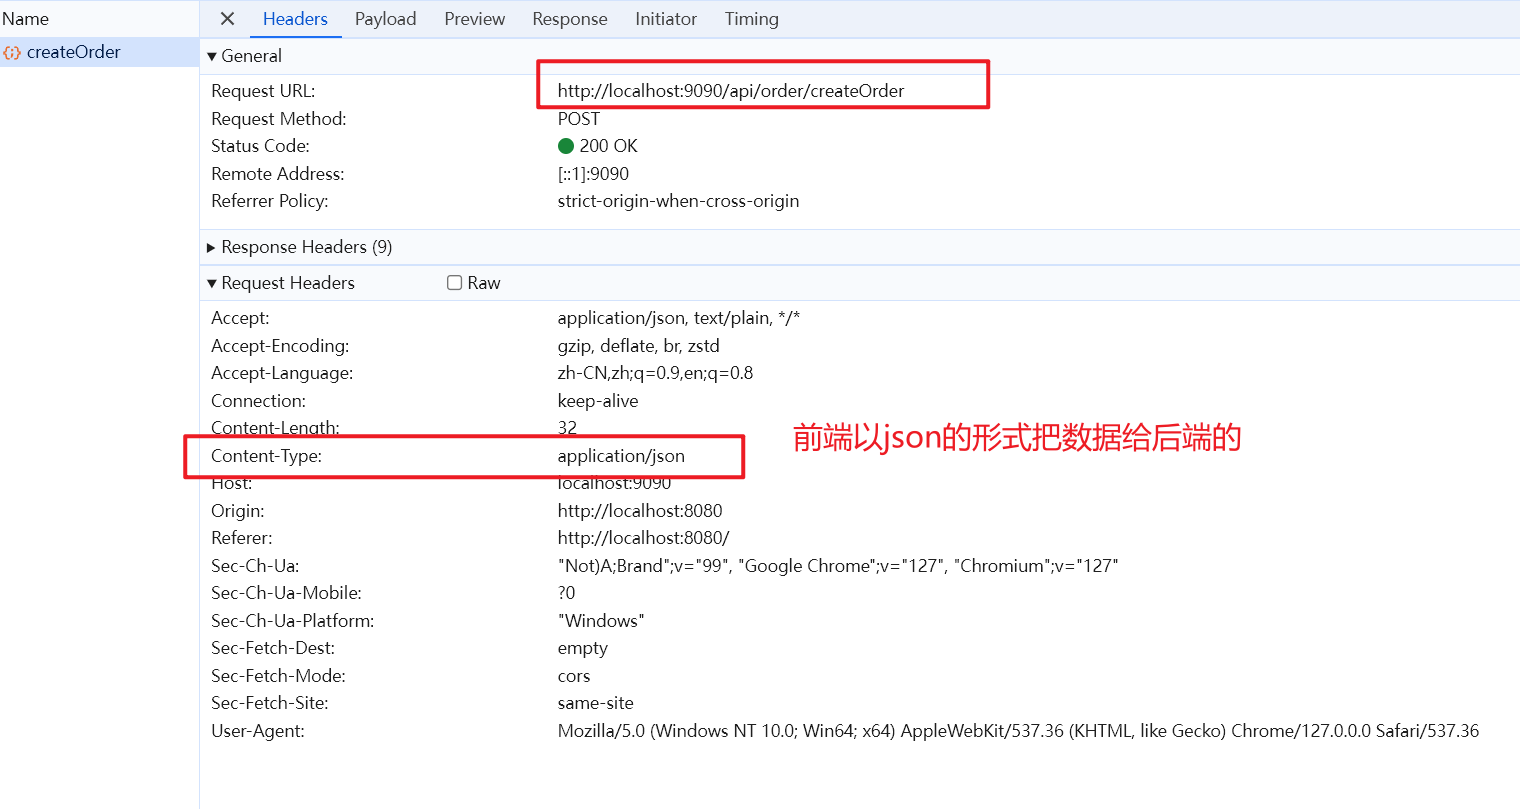 Name
Headers Payload Preview Response Initiator Timing
createOrder
General
Request URL: http://localhost:9090/api/order/createOrder
Request Method: POST
Status Code: 200 OK
Remote Address: [::1]:9090
Referrer Policy: strict-origin-when-cross-origin
Response Headers (9)
Request Headers Raw
Accept: application/json, text/plain, */*
Accept-Encoding: gzip, deflate, br, zstd
Accept-Language: zh-CN,zh;q=0.9,en;q=0.8
Connection: keep-alive
Content-Length: 32
前端以json的形式把数据给后端的
Content-Type: application/json
Host: localhost:9090
Origin: http://localhost:8080
Referer: http://localhost:8080/
Sec-Ch-Ua: "Not)A;Brand";v="99", "Google Chrome";v="127", "Chromium";v="127"
Sec-Ch-Ua-Mobile: ?0
Sec-Ch-Ua-Platform: "Windows"
Sec-Fetch-Dest: empty
Sec-Fetch-Mode: cors
Sec-Fetch-Site: same-site
User-Agent: Mozilla/5.0 (Windows NT 10.0; Win64; x64) AppleWebKit/537.36 (KHTML, like Gecko) Chrome/127.0.0.0 Safari/537.36